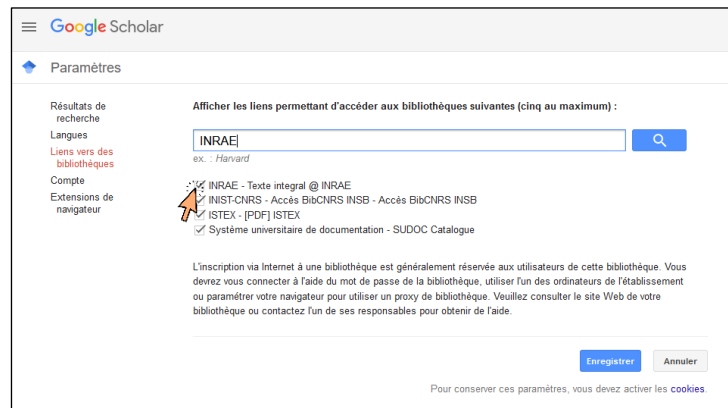 Google Scholar
Paramètres
Résultats de
recherche
Langues
Liens vers des
bibliothèques
Compte
Extensions de
navigateur
Afficher les liens permettant d'accéder aux bibliothèques suivantes (cinq au maximum) :
INRAE
ex. : Harvard
INRAE - Texte integral @ INRAE
INIST-CNRS - Accès BibCNRS INSB - Accès BibCNRS INSB
ISTEX - [PDF] ISTEX
Système universitaire de documentation - SUDOC Catalogue
L'inscription via Internet à une bibliothèque est généralement réservée aux utilisateurs de cette bibliothèque. Vous
devrez vous connecter à l'aide du mot de passe de la bibliothèque, utiliser l'un des ordinateurs de l'établissement
ou paramétrer votre navigateur pour utiliser un proxy de bibliothèque. Veuillez consulter le site Web de votre
bibliothèque ou contactez l'un de ses responsables pour obtenir de l'aide.
Enregistrer
Annuler
Pour conserver ces paramètres, vous devez activer les cookies.